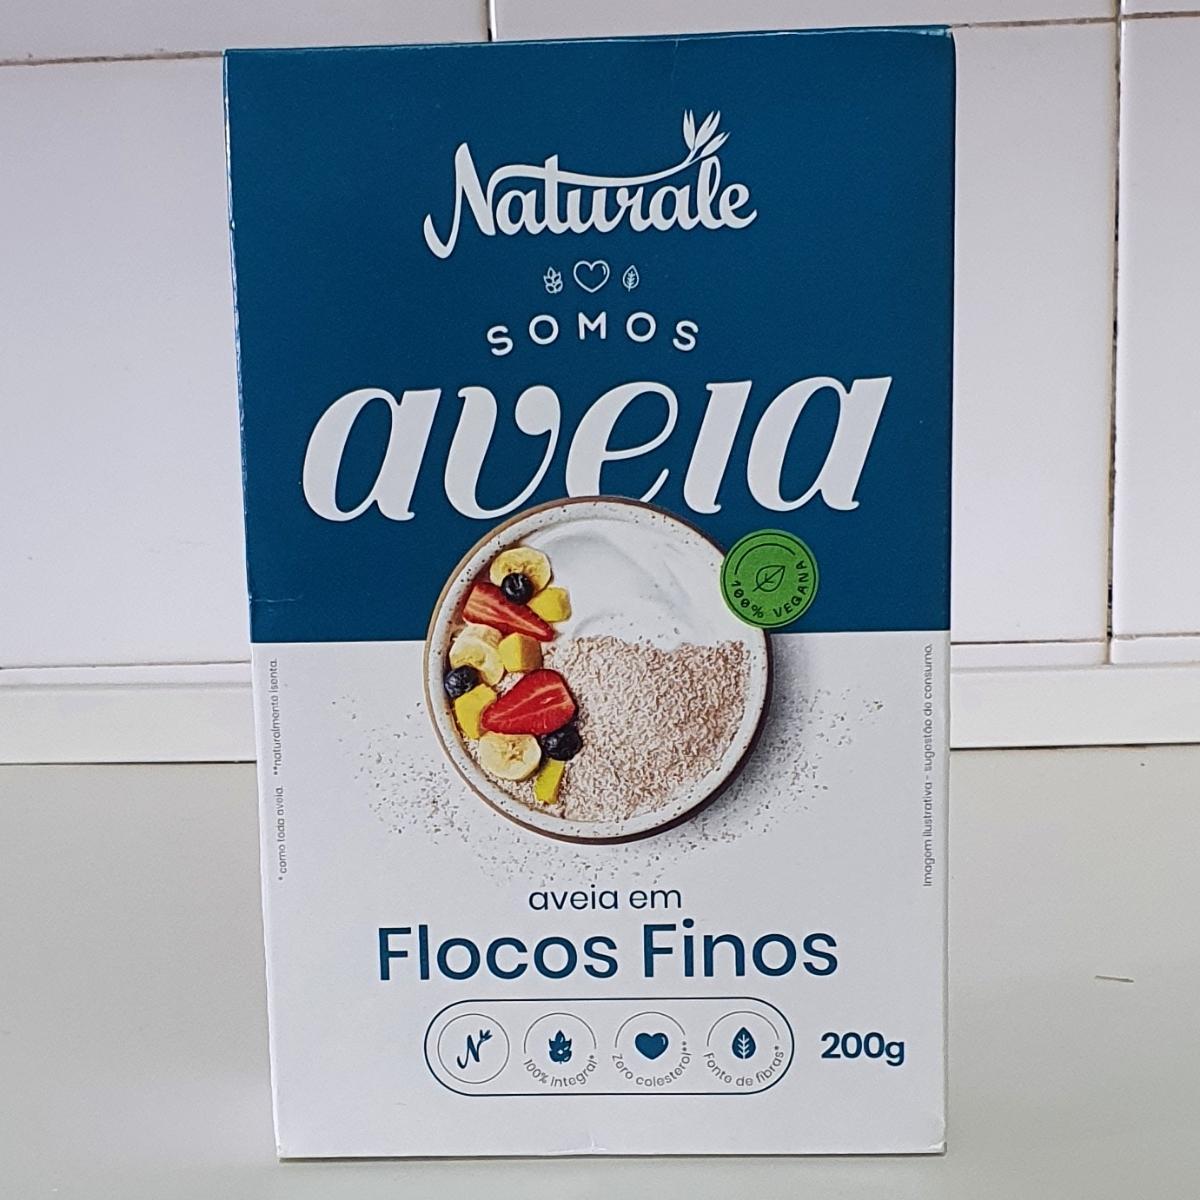 Naturale
SOMOS
aveia
100% VEGANA
* como toda aveia. **naturalmente isenta.
Imagem ilustrativa - sugestão de consumo.
aveia em
Flocos Finos
N
100% integral*
Zero colesterol**
Fonte de fibras*
200g